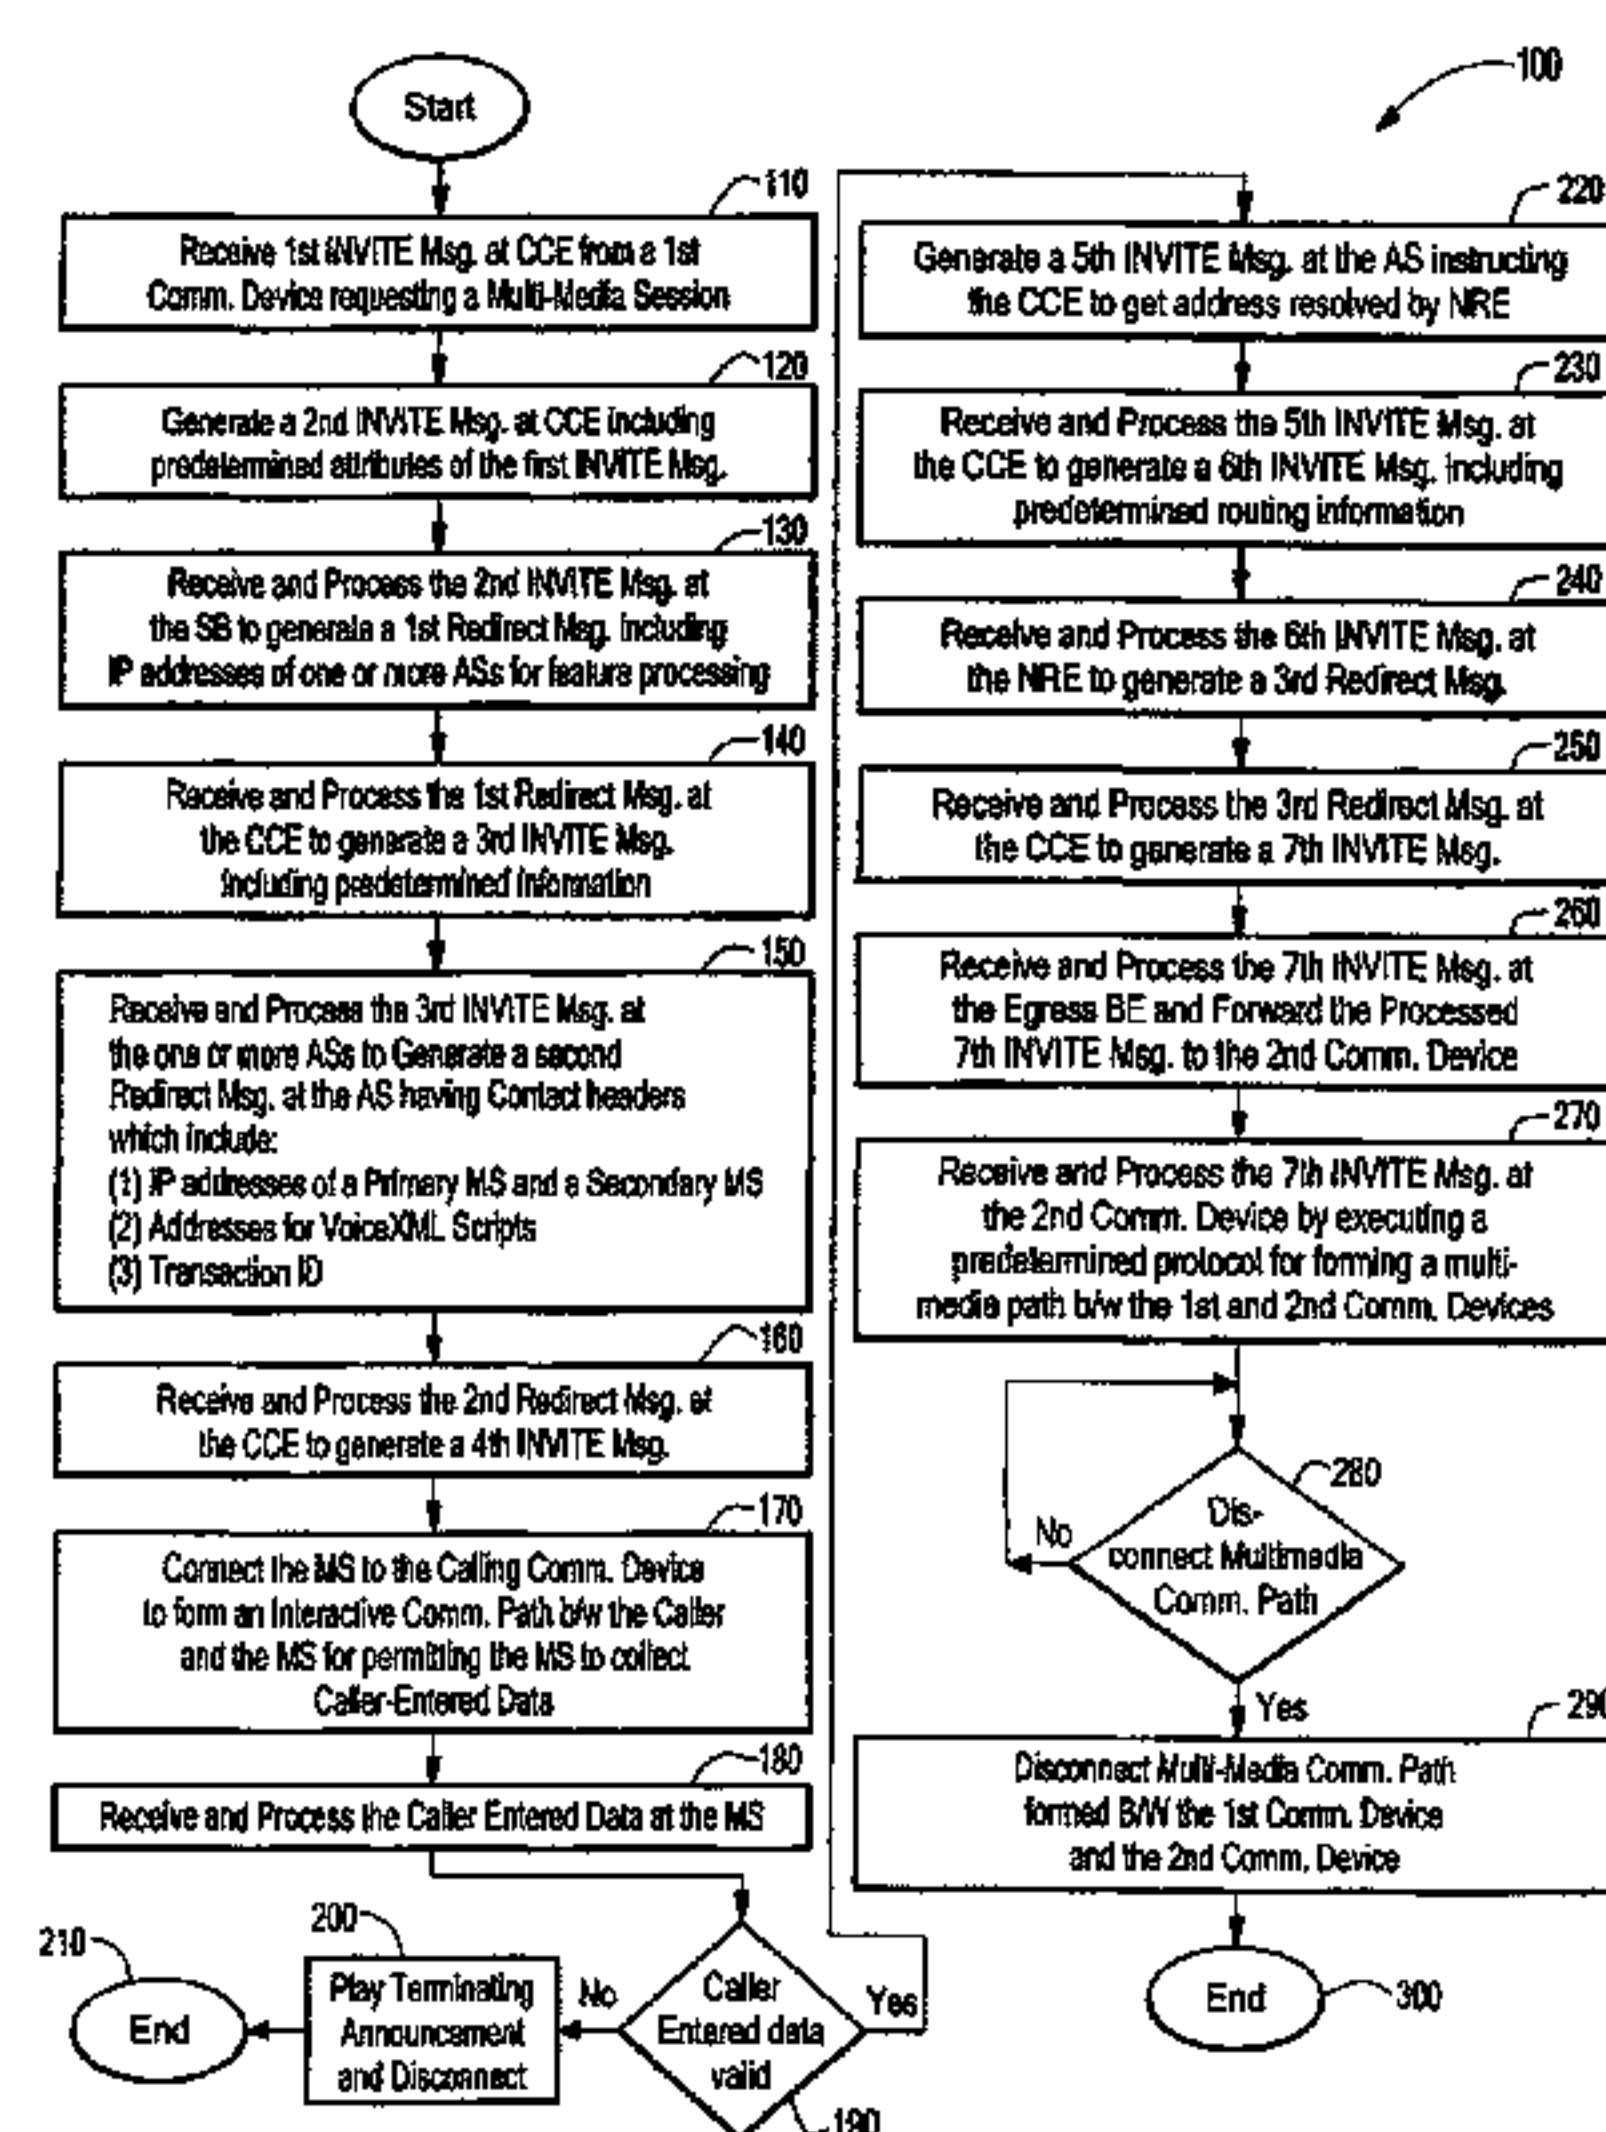 Start
100
110
Receive 1st INVITE Msg. at CCE from a 1st
Comm. Device requesting a Multi-Media Session
120
Generate a 2nd INVITE Msg. at CCE including
predetermined attributes of the first INVITE Msg.
130
Receive and Process the 2nd INVITE Msg. at
the SB to generate a 1st Redirect Msg. including
IP addresses of one or more ASs for feature processing
140
Receive and Process the 1st Redirect Msg. at
the CCE to generate a 3rd INVITE Msg.
including predetermined information
150
Receive and Process the 3rd INVITE Msg. at
the one or more ASs to Generate a second
Redirect Msg. at the AS having Contact headers
which include:
(1) IP addresses of a Primary MS and a Secondary MS
(2) Addresses for VoiceXML Scripts
(3) Transaction ID
160
Receive and Process the 2nd Redirect Msg. at
the CCE to generate a 4th INVITE Msg.
170
Connect the MS to the Calling Comm. Device
to form an Interactive Comm. Path b/w the Caller
and the MS for permitting the MS to collect
Caller-Entered Data
180
Receive and Process the Caller Entered Data at the MS
190
Caller
Entered data
valid
No
Yes
200
Play Terminating
Announcement
and Disconnect
210
End
220
Generate a 5th INVITE Msg. at the AS instructing
the CCE to get address resolved by NRE
230
Receive and Process the 5th INVITE Msg. at
the CCE to generate a 6th INVITE Msg. including
predetermined routing information
240
Receive and Process the 6th INVITE Msg. at
the NRE to generate a 3rd Redirect Msg.
250
Receive and Process the 3rd Redirect Msg. at
the CCE to generate a 7th INVITE Msg.
260
Receive and Process the 7th INVITE Msg. at
the Egress BE and Forward the Processed
7th INVITE Msg. to the 2nd Comm. Device
270
Receive and Process the 7th INVITE Msg. at
the 2nd Comm. Device by executing a
predetermined protocol for forming a multi-
media path b/w the 1st and 2nd Comm. Devices
280
Dis-
connect Multimedia
Comm. Path
No
Yes
290
Disconnect Multi-Media Comm. Path
formed B/W the 1st Comm. Device
and the 2nd Comm. Device
End
300